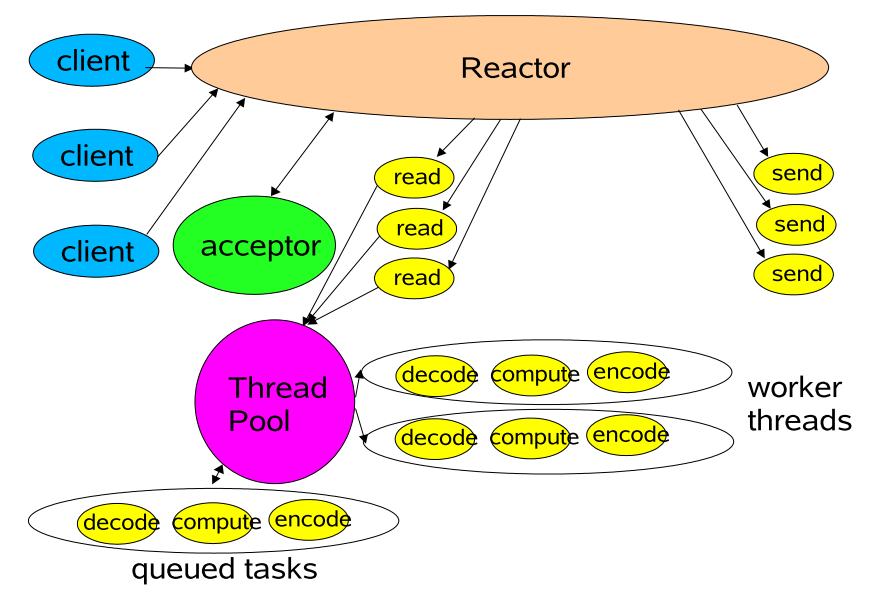 client
Reactor
client
client
acceptor
read
read
read
send
send
send
Thread
Pool
decode compute encode
decode compute encode
worker
threads
decode compute encode
queued tasks